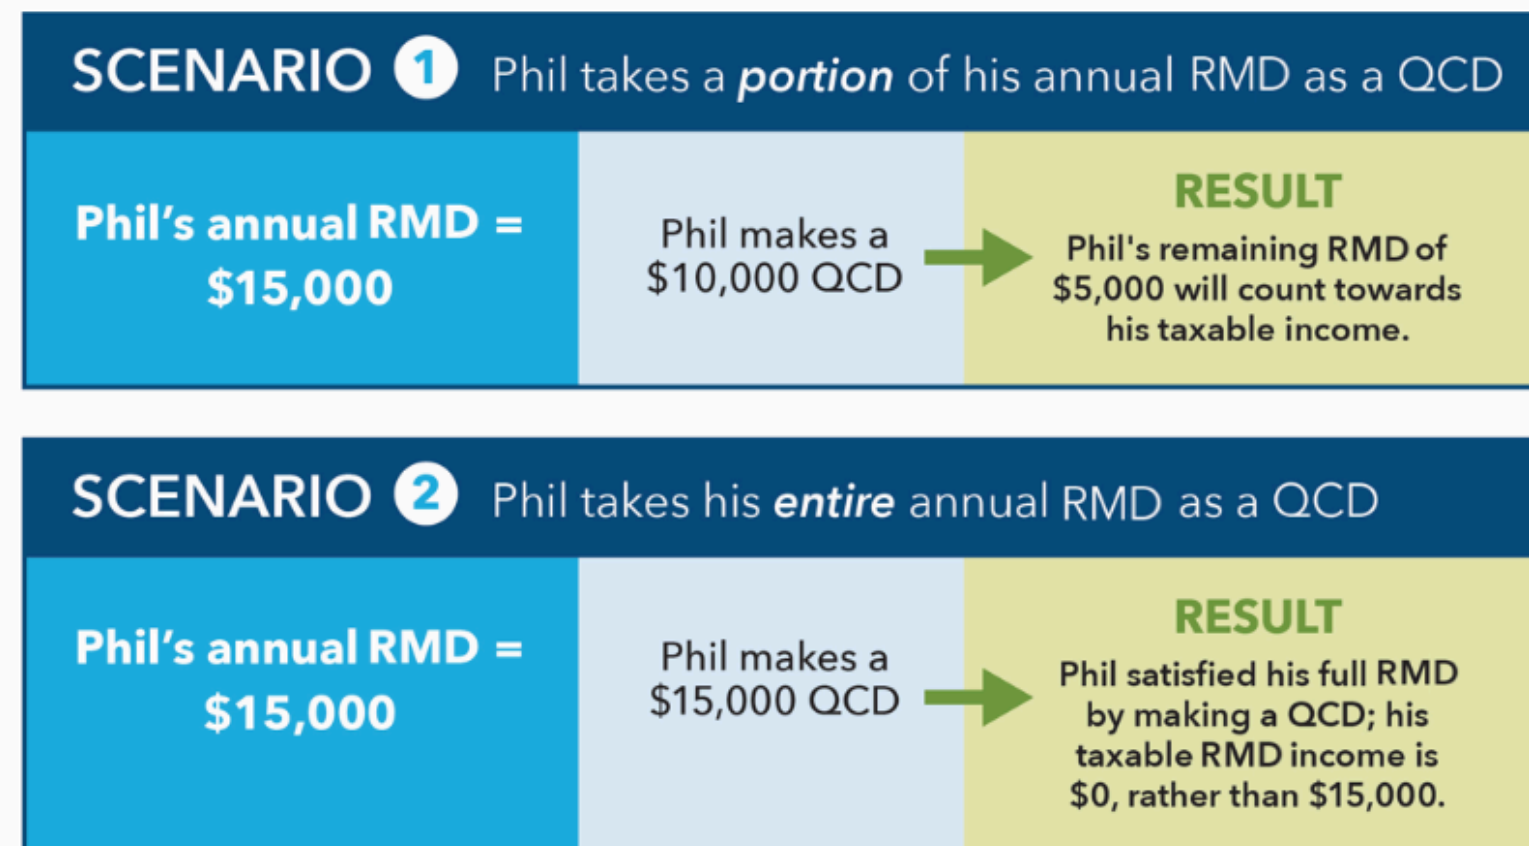 SCENARIO 1 Phil takes a portion of his annual RMD as a QCD
Phil’s annual RMD =
$15,000
Phil makes a
$10,000 QCD
RESULT
Phil's remaining RMD of
$5,000 will count towards
his taxable income.
SCENARIO 2 Phil takes his entire annual RMD as a QCD
Phil’s annual RMD =
$15,000
Phil makes a
$15,000 QCD
RESULT
Phil satisfied his full RMD
by making a QCD; his
taxable RMD income is
$0, rather than $15,000.